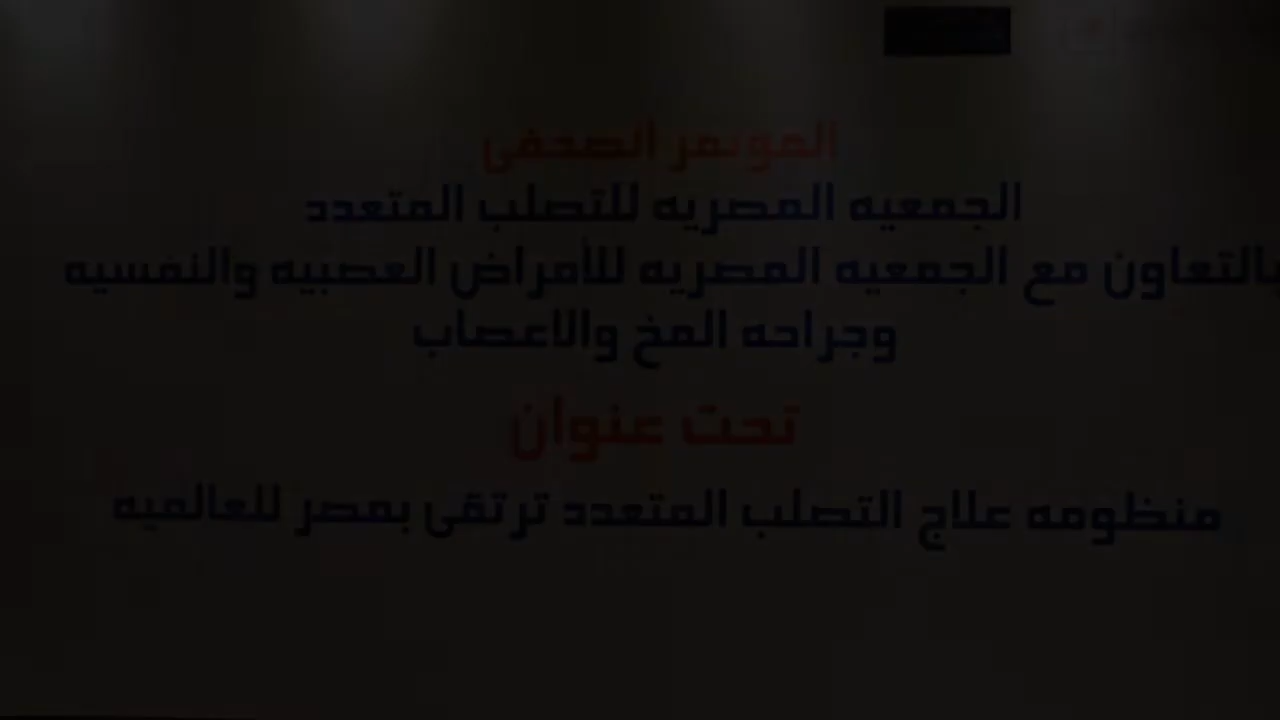 المؤتمر الصحفى
الجمعيه المصريه للتصلب المتعدد
بالتعاون مع الجمعيه المصريه للأمراض العصبيه والنفسيه
وجراحه المخ والاعصاب
تحت عنوان
منظومه علاج التصلب المتعدد ترتقى بمصر للعالميه